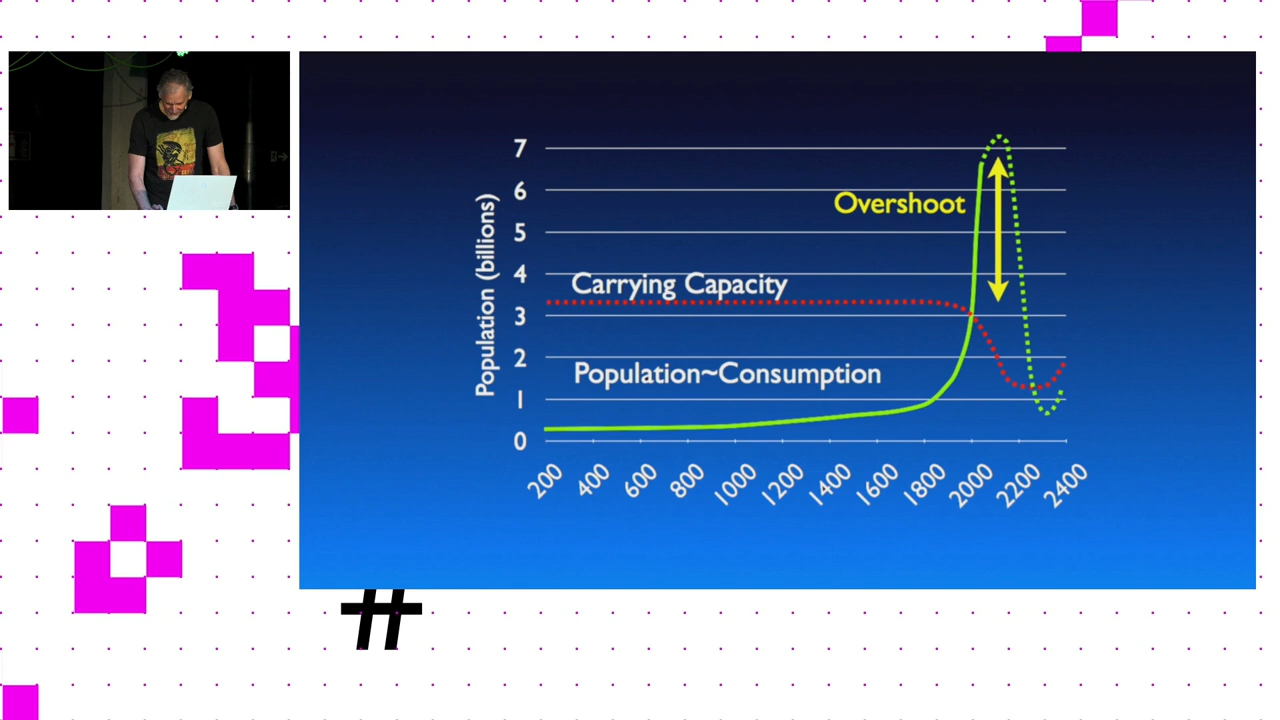 7
6
Overshoot
5
4
Carrying Capacity
3
2
Population~Consumption
1
0
Population (billions)
200 400 600 800 1000 1200 1400 1600 1800 2000 2200 2400
#